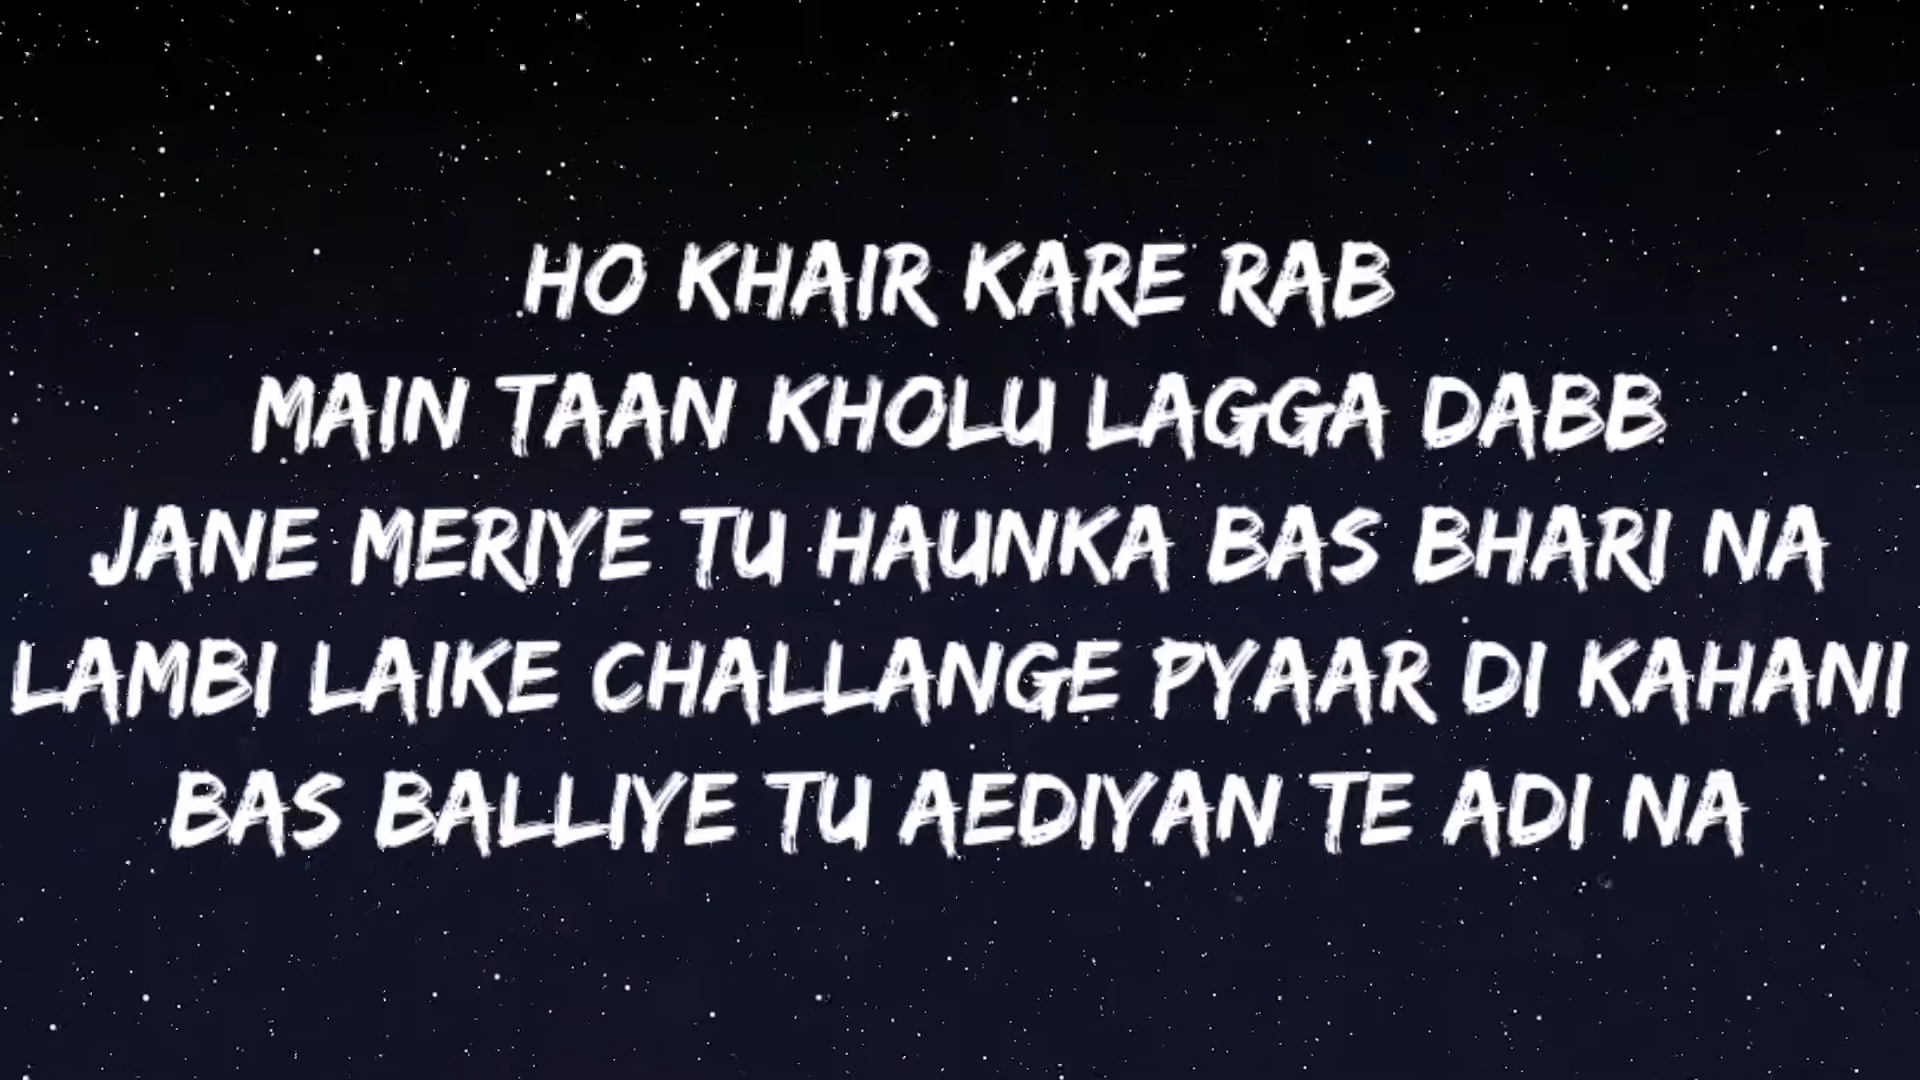 HO KHAIR KARE RAB
MAIN TAAN KHOLU LAGGA DABB
JANE MERIYE TU HAUNKA BAS BHARI NA
LAMBI LAIKE CHALLANGE PYAAR DI KAHANI
BAS BALLIYE TU AEDIYAN TE ADI NA